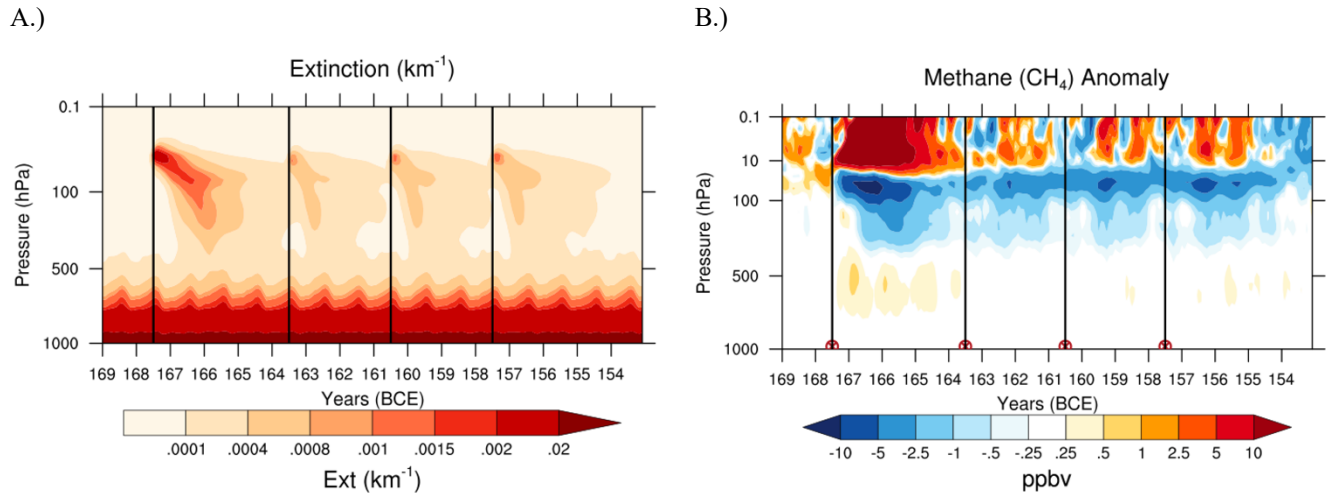 A.)
Extinction (km-1)
0.1
100
500
1000
Pressure (hPa)
169 168 167 166 165 164 163 162 161 160 159 158 157 156 155 154
Years (BCE)
.0001 .0004 .0008 .001 .0015 .002 .02
Ext (km-1)
B.)
Methane (CH4) Anomaly
0.1
10
100
500
1000
Pressure (hPa)
169 168 167 166 165 164 163 162 161 160 159 158 157 156 155 154
Years (BCE)
-10 -5 -2.5 -1 -.5 -.25 .25 .5 1 2.5 5 10
ppbv